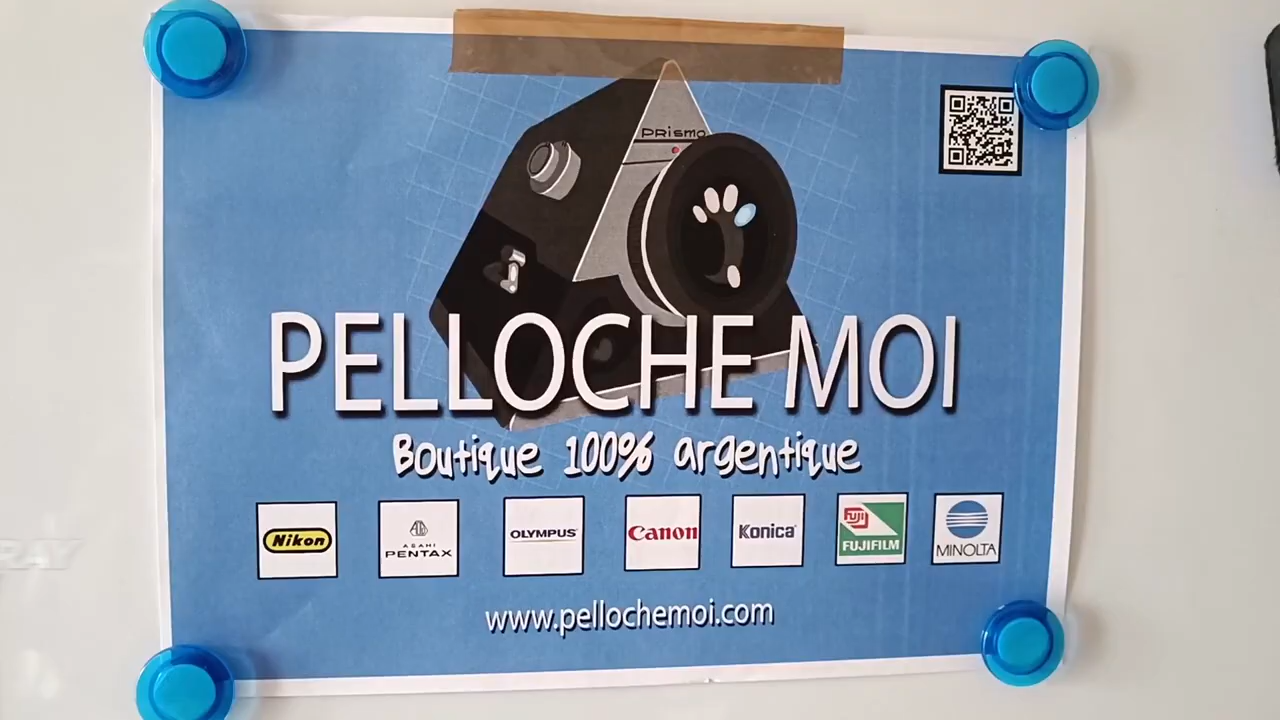 Prismo
PELLOCHE MOI
Boutique 100% argentique
Nikon
ASAHI
PENTAX
OLYMPUS
Canon
Konica
FUJI
FUJIFILM
MINOLTA
www.pellochemoi.com